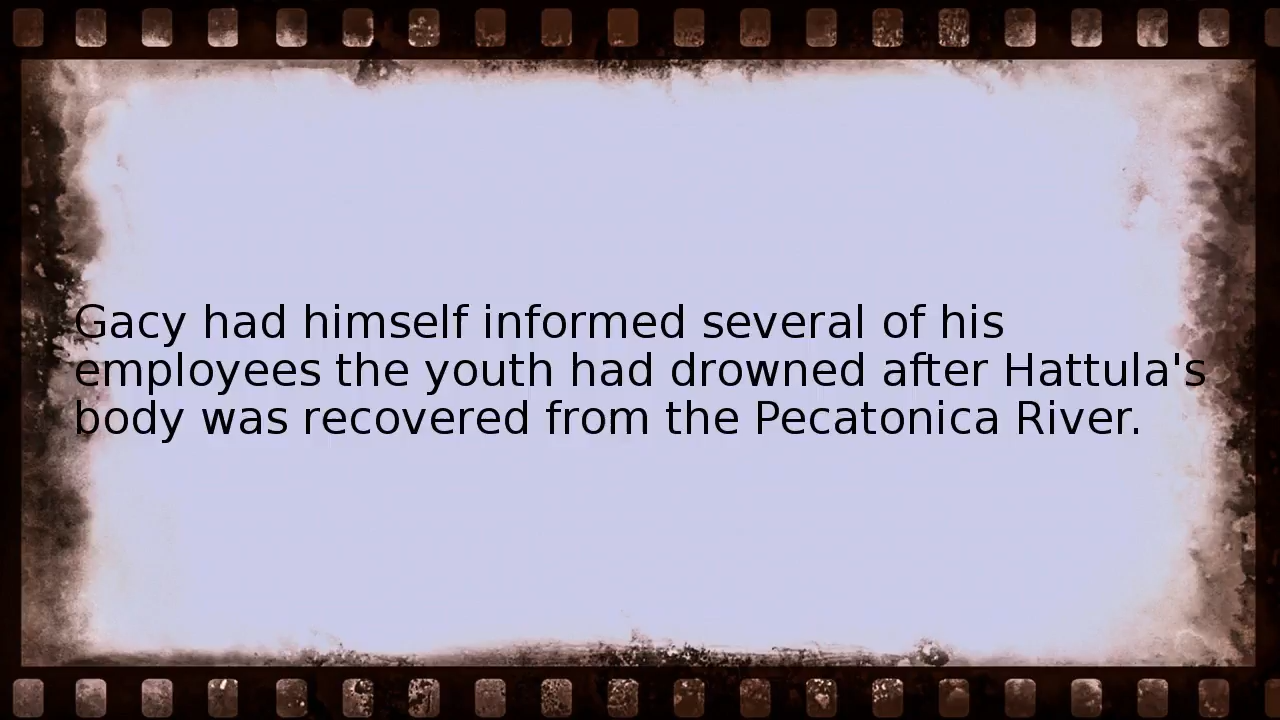 Gacy had himself informed several of his
employees the youth had drowned after Hattula's
body was recovered from the Pecatonica River.